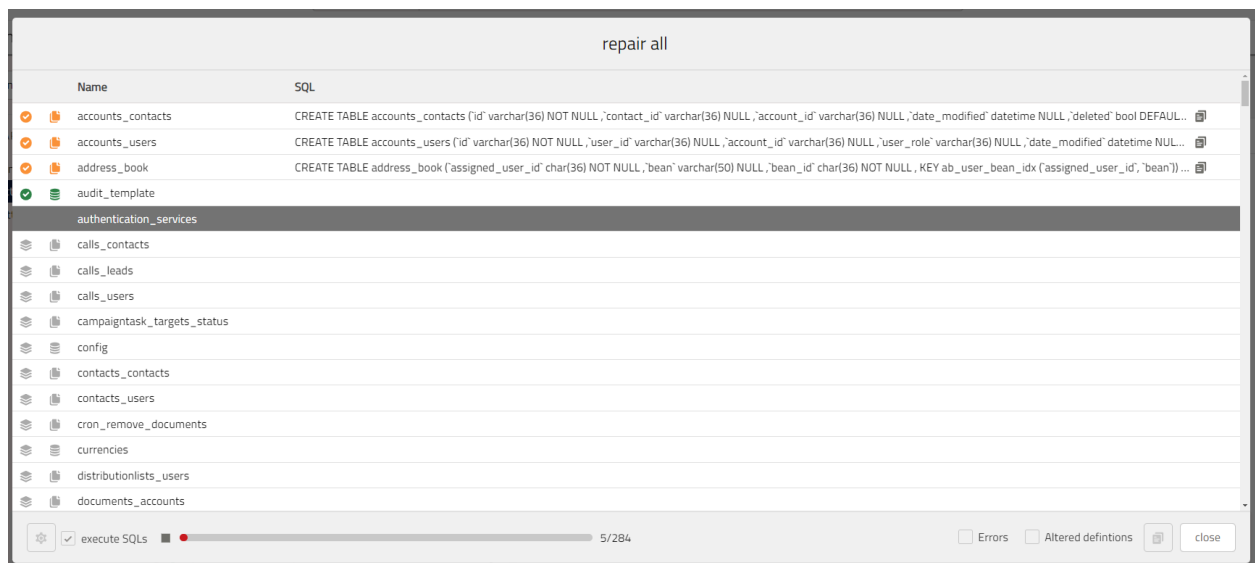 repair all
Name SQL
accounts_contacts CREATE TABLE accounts_contacts (`id` varchar(36) NOT NULL ,`contact_id` varchar(36) NULL ,`account_id` varchar(36) NULL ,`date_modified` datetime NULL ,`deleted` bool DEFAUL...
accounts_users CREATE TABLE accounts_users (`id` varchar(36) NOT NULL ,`user_id` varchar(36) NULL ,`account_id` varchar(36) NULL ,`user_role` varchar(36) NULL ,`date_modified` datetime NUL...
address_book CREATE TABLE address_book (`assigned_user_id` char(36) NOT NULL ,`bean` varchar(50) NULL ,`bean_id` char(36) NOT NULL , KEY ab_user_bean_idx (`assigned_user_id`, `bean`)) ...
audit_template
authentication_services
calls_contacts
calls_leads
calls_users
campaigntask_targets_status
config
contacts_contacts
contacts_users
cron_remove_documents
currencies
distributionlists_users
documents_accounts
execute SQLs 5/284 Errors Altered defintions close